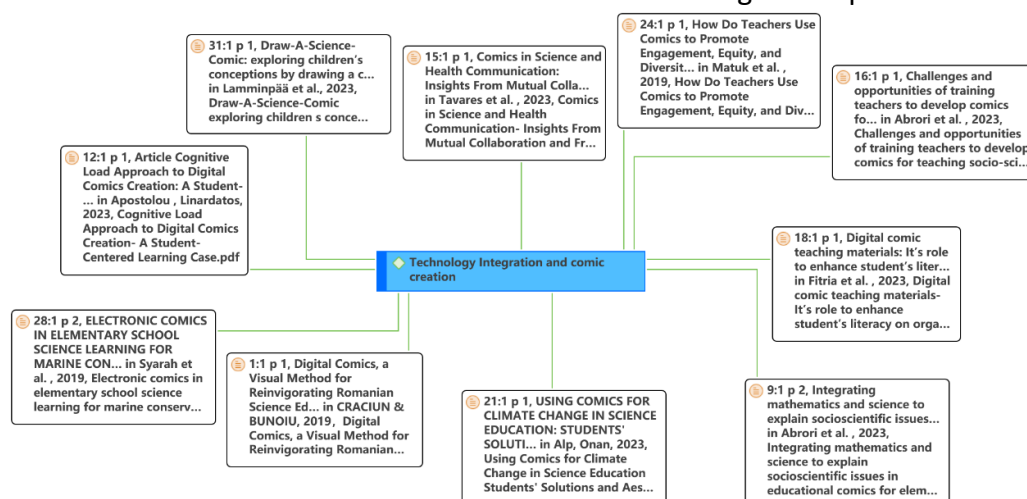 31:1 p 1, Draw-A-Science-
Comic: exploring children's
conceptions by drawing a c...
in Lamminpää et al., 2023,
Draw-A-Science-Comic
exploring children s conce...
15:1 p 1, Comics in Science and
Health Communication:
Insights From Mutual Colla...
in Tavares et al. , 2023, Comics
in Science and Health
Communication- Insights From
Mutual Collaboration and Fr...
24:1 p 1, How Do Teachers Use
Comics to Promote
Engagement, Equity, and
Diversit... in Matuk et al. ,
2019, How Do Teachers Use
Comics to Promote
Engagement, Equity, and Div...
16:1 p 1, Challenges and
opportunities of training
teachers to develop comics
fo... in Abrori et al. , 2023,
Challenges and opportunities
of training teachers to develop
comics for teaching socio-sci...
12:1 p 1, Article Cognitive
Load Approach to Digital
Comics Creation: A Student-
... in Apostolou , Linardatos,
2023, Cognitive Load
Approach to Digital Comics
Creation- A Student-
Centered Learning Case.pdf
Technology Integration and comic
creation
18:1 p 1, Digital comic
teaching materials: It's role
to enhance student's liter...
in Fitria et al. , 2023, Digital
comic teaching materials-
It's role to enhance
student's literacy on orga...
28:1 p 2, ELECTRONIC COMICS
IN ELEMENTARY SCHOOL
SCIENCE LEARNING FOR
MARINE CON... in Syarah et
al. , 2019, Electronic comics in
elementary school science
learning for marine conserv...
1:1 p 1, Digital Comics, a
Visual Method for
Reinvigorating Romanian
Science Ed... in CRACIUN &
BUNOIU, 2019, Digital
Comics, a Visual Method for
Reinvigorating Romanian...
21:1 p 1, USING COMICS FOR
CLIMATE CHANGE IN SCIENCE
EDUCATION: STUDENTS'
SOLUTI... in Alp, Onan, 2023,
Using Comics for Climate
Change in Science Education
Students' Solutions and Aes...
9:1 p 2, Integrating
mathematics and science to
explain socioscientific issues...
in Abrori et al. , 2023,
Integrating mathematics and
science to explain
socioscientific issues in
educational comics for elem...